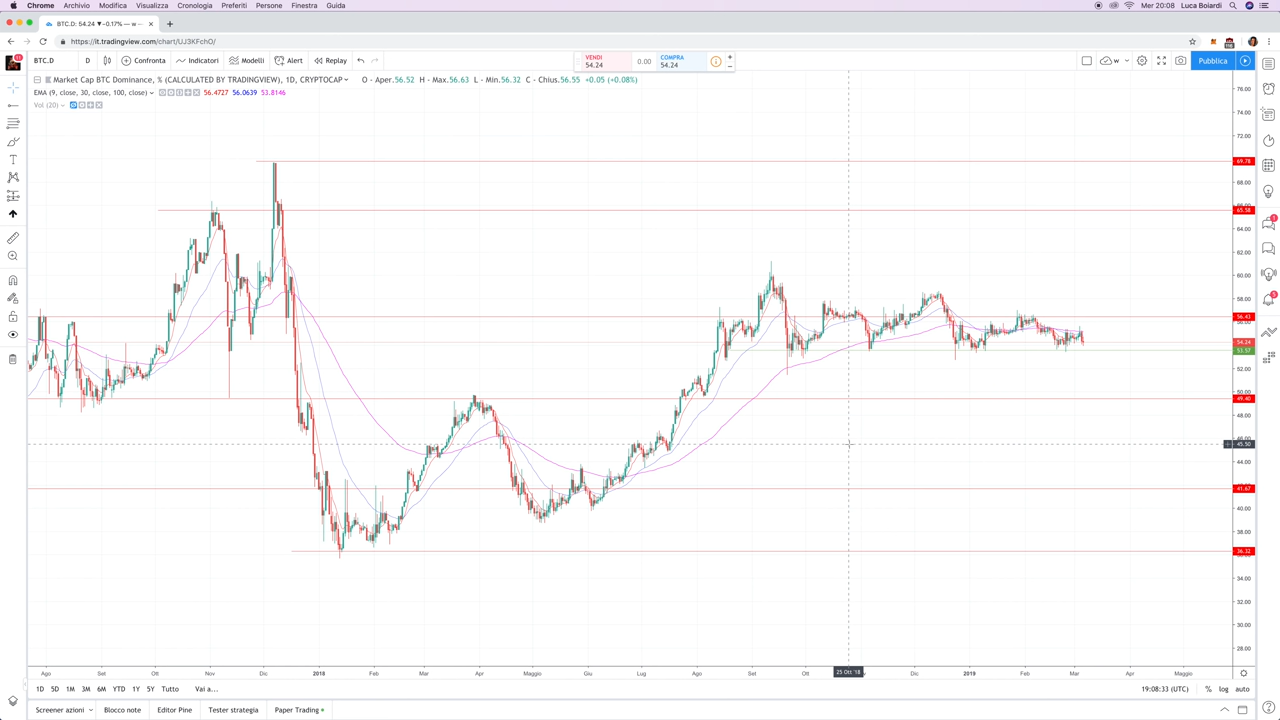 Chrome Archivio Modifica Visualizza Cronologia Preferiti Persone Finestra Guida
Mer 20:08 Luca Boiardi
BTC.D: 54.24 ▼−0.17% — w
https://it.tradingview.com/chart/UJ3KFchO/
BTC.D D Confronta Indicatori Modelli Alert Replay
VENDI 54.24 0.00 COMPRA 54.24
w Pubblica
Market Cap BTC Dominance, % (CALCULATED BY TRADINGVIEW), 1D, CRYPTOCAP O - Aper.56.52 H - Max.56.63 L - Min.56.32 C - Chius.56.55 +0.05 (+0.08%)
EMA (9, close, 30, close, 100, close) 56.4727 56.0639 53.8146
Vol (20)
76.00
74.00
72.00
69.78
68.00
65.58
64.00
62.00
60.00
58.00
56.43
54.24
53.57
52.00
50.00
49.40
48.00
46.00
45.50
44.00
41.67
40.00
38.00
36.32
34.00
32.00
30.00
28.00
Ago Set Ott Nov Dic 2018 Feb Mar Maggio Giu Lug Ago Set Ott 25 Ott '18 Dic 2019 Feb Mar Apr Maggio
1D 5D 1M 3M 6M YTD 1Y 5Y Tutto Vai a...
19:08:33 (UTC) % log auto
Screener azioni Blocco note Editor Pine Tester strategia Paper Trading